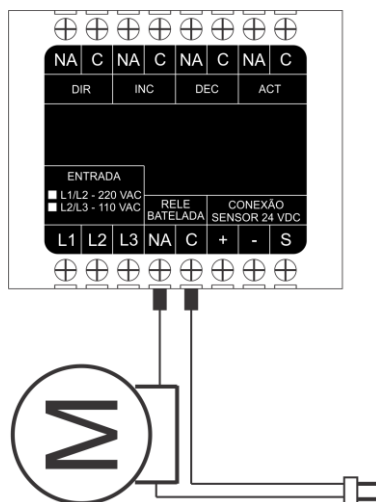 NA C NA C NA C NA C
DIR INC DEC ACT
ENTRADA
L1/L2 - 220 VAC
L2/L3 - 110 VAC
RELE
BATELADA
CONEXÃO
SENSOR 24 VDC
L1 L2 L3 NA C + - S
M